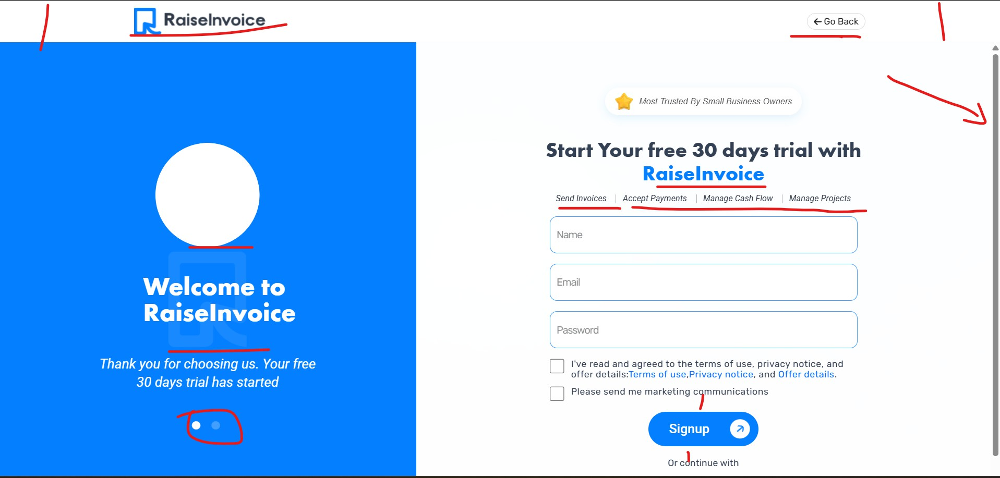 RaiseInvoice
← Go Back
Most Trusted By Small Business Owners
Start Your free 30 days trial with
RaiseInvoice
Send Invoices | Accept Payments | Manage Cash Flow | Manage Projects
Name
Email
Password
I've read and agreed to the terms of use, privacy notice, and
offer details:Terms of use,Privacy notice, and Offer details.
Please send me marketing communications
Signup
Or continue with
Welcome to
RaiseInvoice
Thank you for choosing us. Your free
30 days trial has started